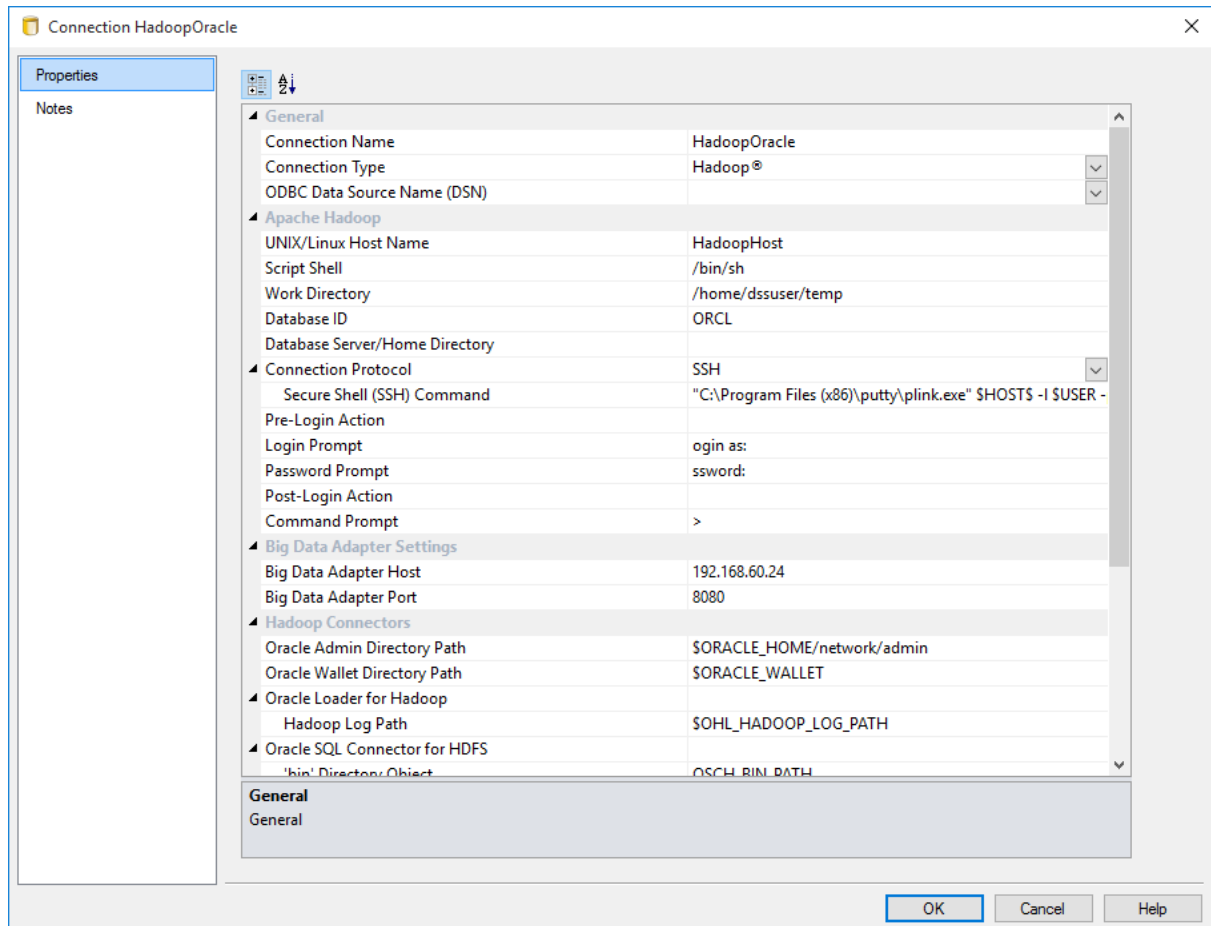 Connection HadoopOracle
Properties
Notes
General
Connection Name HadoopOracle
Connection Type Hadoop®
ODBC Data Source Name (DSN)
Apache Hadoop
UNIX/Linux Host Name HadoopHost
Script Shell /bin/sh
Work Directory /home/dssuser/temp
Database ID ORCL
Database Server/Home Directory
Connection Protocol SSH
Secure Shell (SSH) Command "C:\Program Files (x86)\putty\plink.exe" $HOST$ -I $USER -
Pre-Login Action
Login Prompt ogin as:
Password Prompt ssword:
Post-Login Action
Command Prompt >
Big Data Adapter Settings
Big Data Adapter Host 192.168.60.24
Big Data Adapter Port 8080
Hadoop Connectors
Oracle Admin Directory Path $ORACLE_HOME/network/admin
Oracle Wallet Directory Path $ORACLE_WALLET
Oracle Loader for Hadoop
Hadoop Log Path $OHL_HADOOP_LOG_PATH
Oracle SQL Connector for HDFS
'bin' Directory Object OSCH_BIN_PATH
General
General
OK Cancel Help